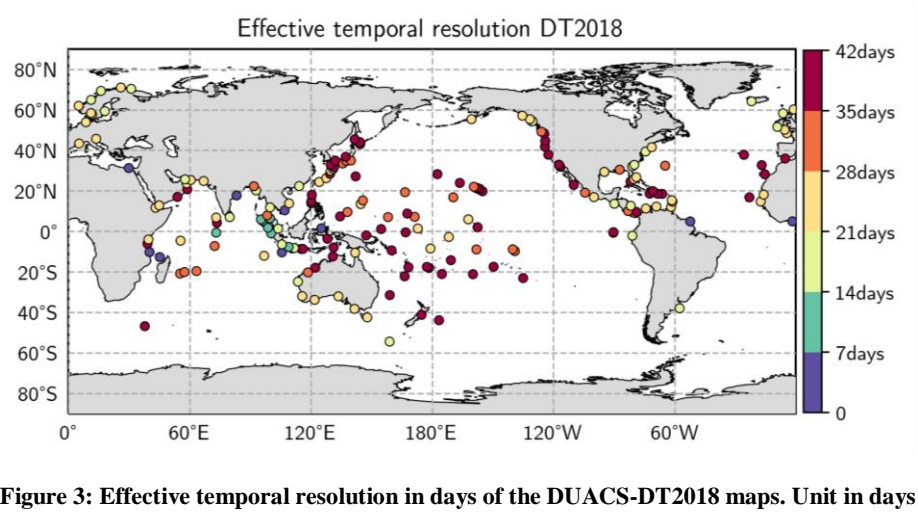 Effective temporal resolution DT2018
80°N
60°N
40°N
20°N
0°
20°S
40°S
60°S
80°S
0°
60°E
120°E
180°E
120°W
60°W
42days
35days
28days
21days
14days
7days
0
Figure 3: Effective temporal resolution in days of the DUACS-DT2018 maps. Unit in days